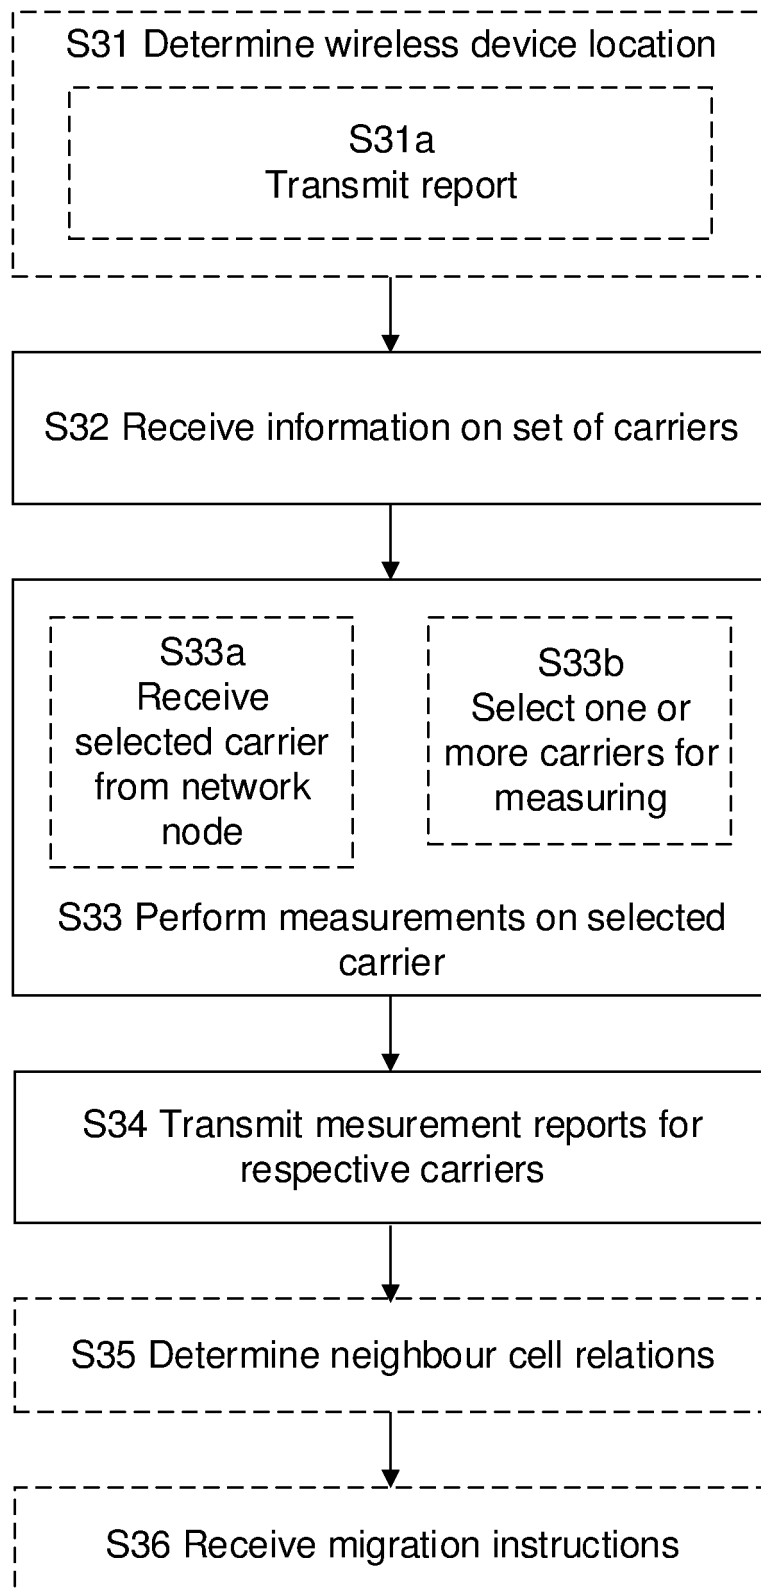 S31 Determine wireless device location
S31a
Transmit report
S32 Receive information on set of carriers
S33a
Receive
selected carrier
from network
node
S33b
Select one or
more carriers for
measuring
S33 Perform measurements on selected
carrier
S34 Transmit mesurement reports for
respective carriers
S35 Determine neighbour cell relations
S36 Receive migration instructions